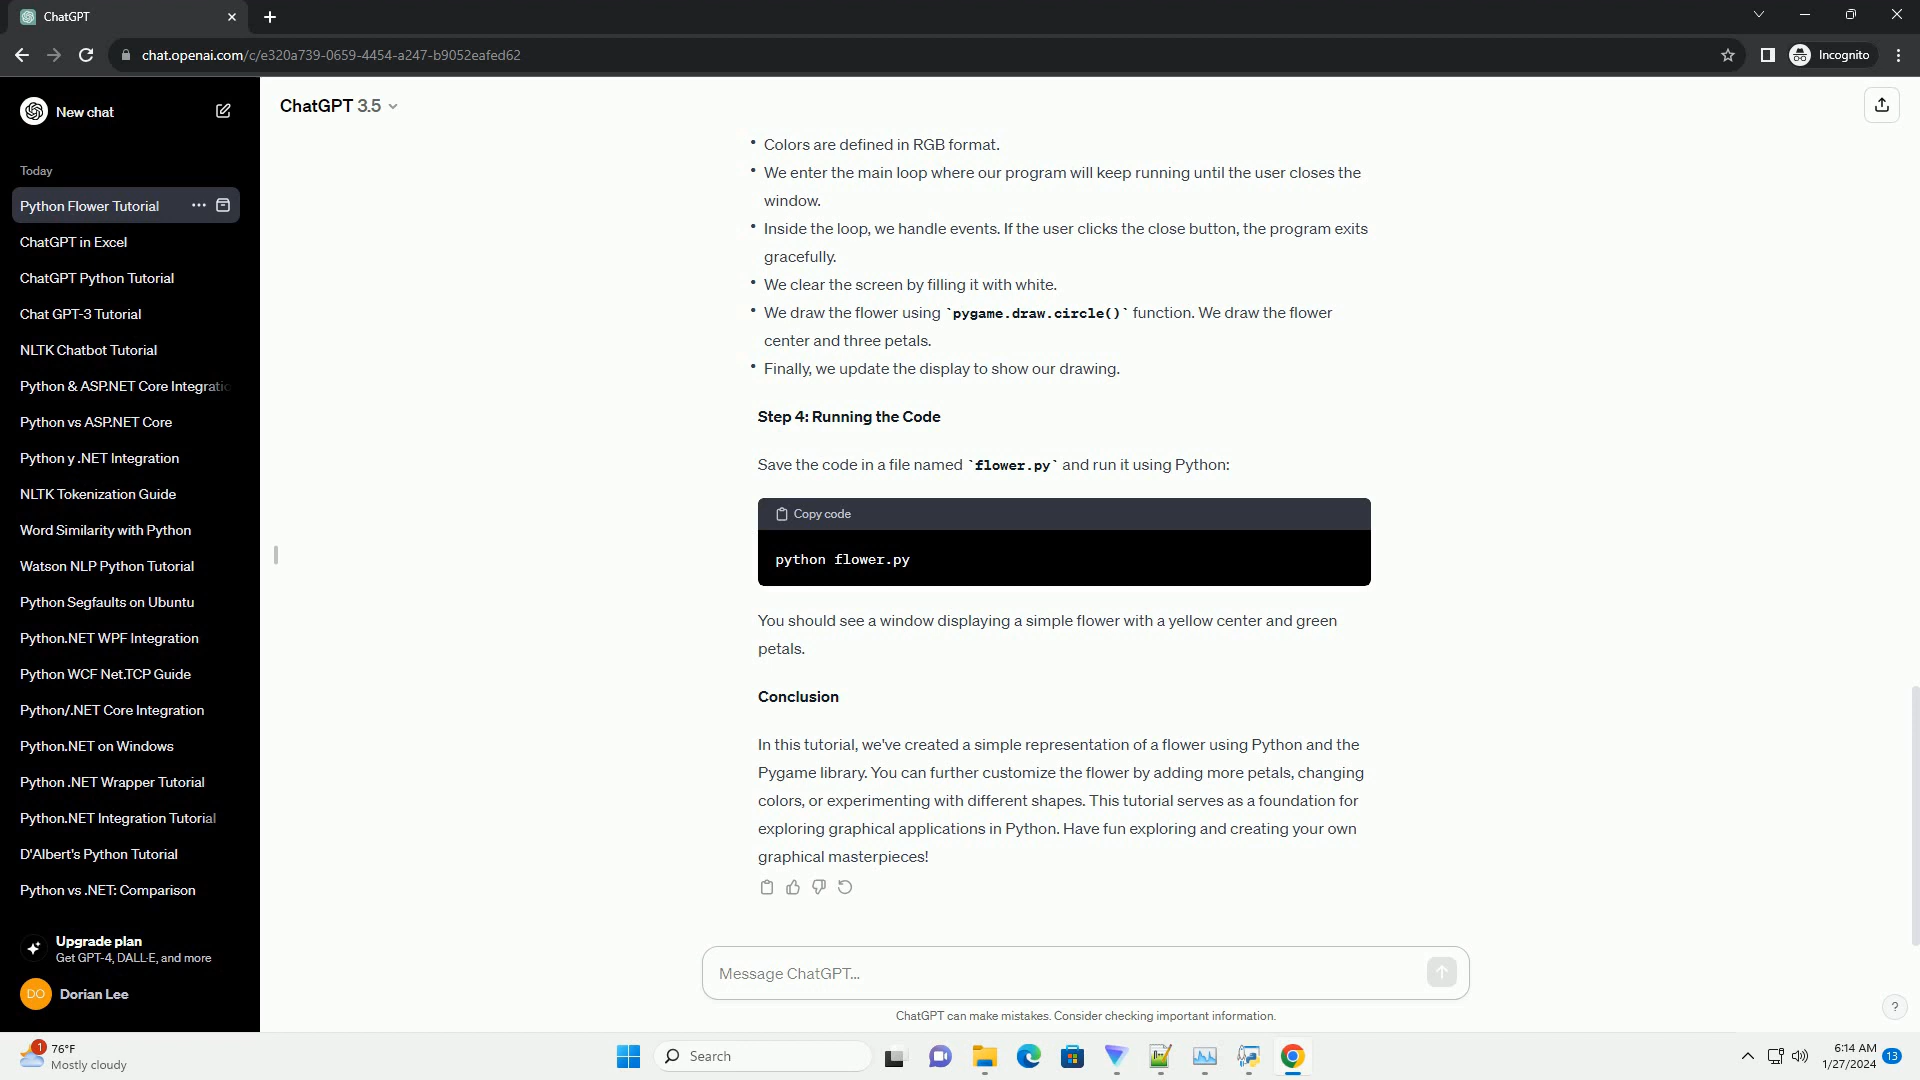 ChatGPT
chat.openai.com/c/e320a739-0659-4454-a247-b9052eafed62
Incognito
New chat
ChatGPT 3.5
Today
Python Flower Tutorial
ChatGPT in Excel
ChatGPT Python Tutorial
Chat GPT-3 Tutorial
NLTK Chatbot Tutorial
Python & ASP.NET Core Integratio
Python vs ASP.NET Core
Python y .NET Integration
NLTK Tokenization Guide
Word Similarity with Python
Watson NLP Python Tutorial
Python Segfaults on Ubuntu
Python.NET WPF Integration
Python WCF Net.TCP Guide
Python/.NET Core Integration
Python.NET on Windows
Python .NET Wrapper Tutorial
Python.NET Integration Tutorial
D'Albert's Python Tutorial
Python vs .NET: Comparison
Upgrade plan
Get GPT-4, DALL·E, and more
DO
Dorian Lee
• Colors are defined in RGB format.
• We enter the main loop where our program will keep running until the user closes the
window.
• Inside the loop, we handle events. If the user clicks the close button, the program exits
gracefully.
• We clear the screen by filling it with white.
• We draw the flower using `pygame.draw.circle()` function. We draw the flower
center and three petals.
• Finally, we update the display to show our drawing.
Step 4: Running the Code
Save the code in a file named `flower.py` and run it using Python:
Copy code
python flower.py
You should see a window displaying a simple flower with a yellow center and green
petals.
Conclusion
In this tutorial, we've created a simple representation of a flower using Python and the
Pygame library. You can further customize the flower by adding more petals, changing
colors, or experimenting with different shapes. This tutorial serves as a foundation for
exploring graphical applications in Python. Have fun exploring and creating your own
graphical masterpieces!
Message ChatGPT...
ChatGPT can make mistakes. Consider checking important information.
?
1
76°F
Mostly cloudy
Search
6:14 AM
1/27/2024
13